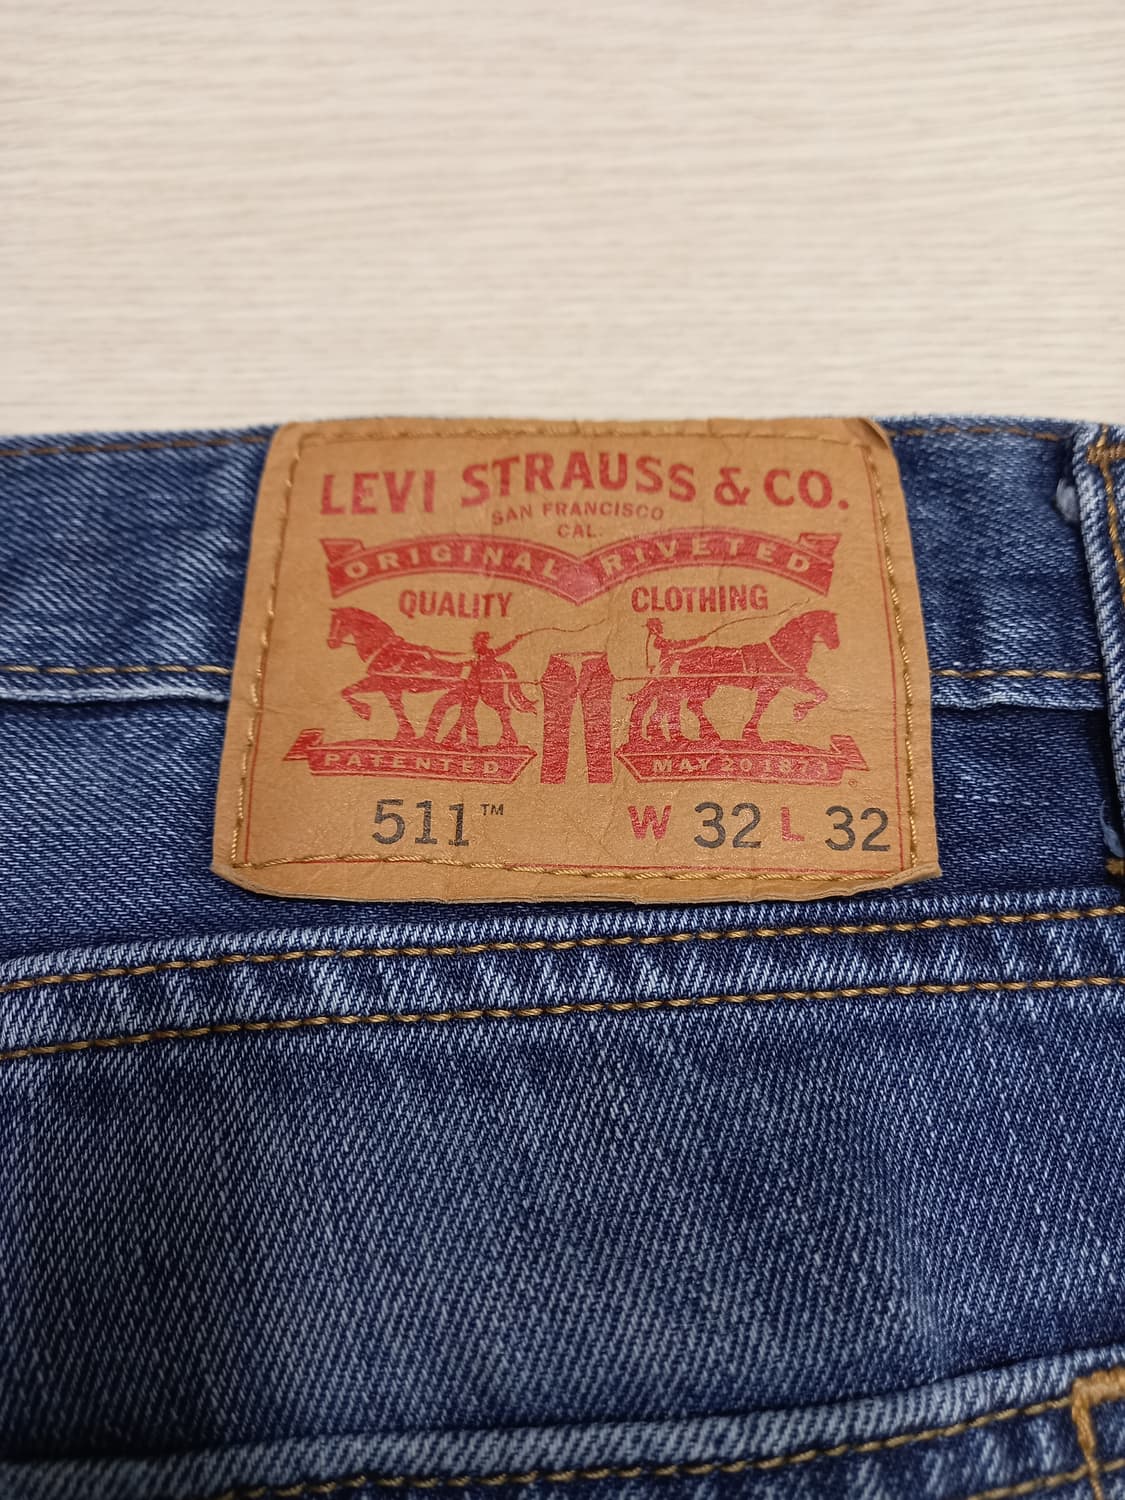 LEVI STRAUSS & CO.
SAN FRANCISCO
CAL.
ORIGINAL RIVETED
QUALITY CLOTHING
PATENTED MAY 20 1873
511™ W 32 L 32